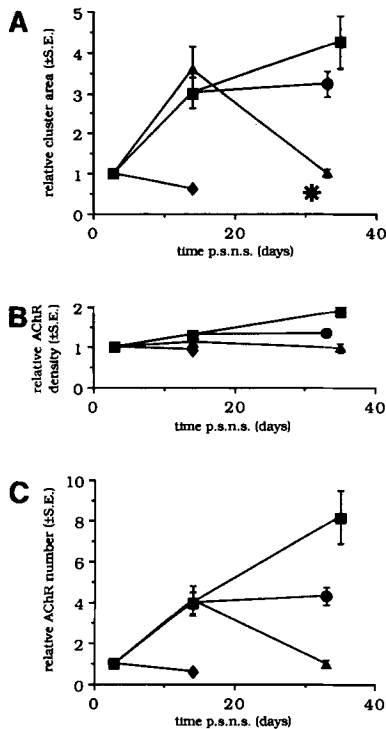 A
relative cluster area (±S.E.)
5
4
3
2
1
0
0 20 40
time p.s.n.s. (days)
B
relative AChR
density (±S.E.)
2
1
0
0 20 40
time p.s.n.s. (days)
C
relative AChR number (±S.E.)
10
8
6
4
2
0
0 20 40
time p.s.n.s. (days)